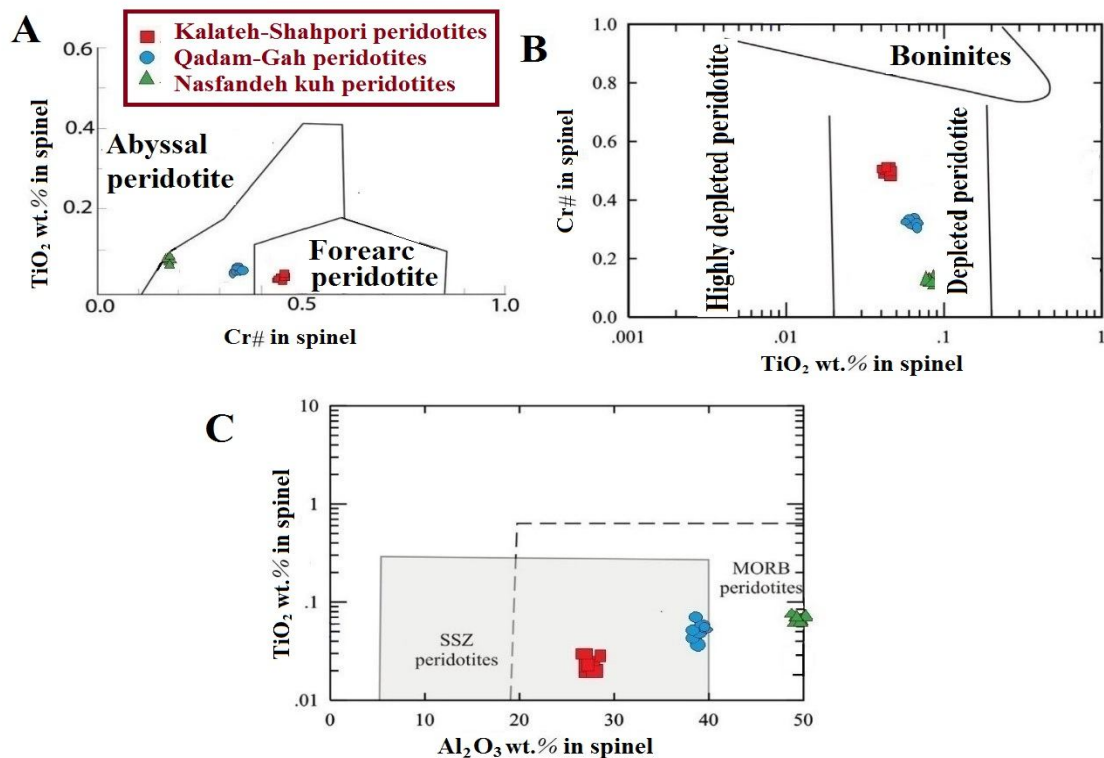 A
Kalateh-Shahpori peridotites
Qadam-Gah peridotites
Nasfandeh kuh peridotites
0.6
0.4
0.2
0.0
0.5
1.0
TiO₂ wt.% in spinel
Cr# in spinel
Abyssal
peridotite
Forearc
peridotite
B
1.0
0.8
0.6
0.4
0.2
0.0
.001
.01
.1
1
Cr# in spinel
TiO₂ wt.% in spinel
Boninites
Highly depleted peridotite
Depleted peridotite
C
10
1
.1
.01
0
10
20
30
40
50
TiO₂ wt.% in spinel
Al₂O₃ wt.% in spinel
SSZ
peridotites
MORB
peridotites